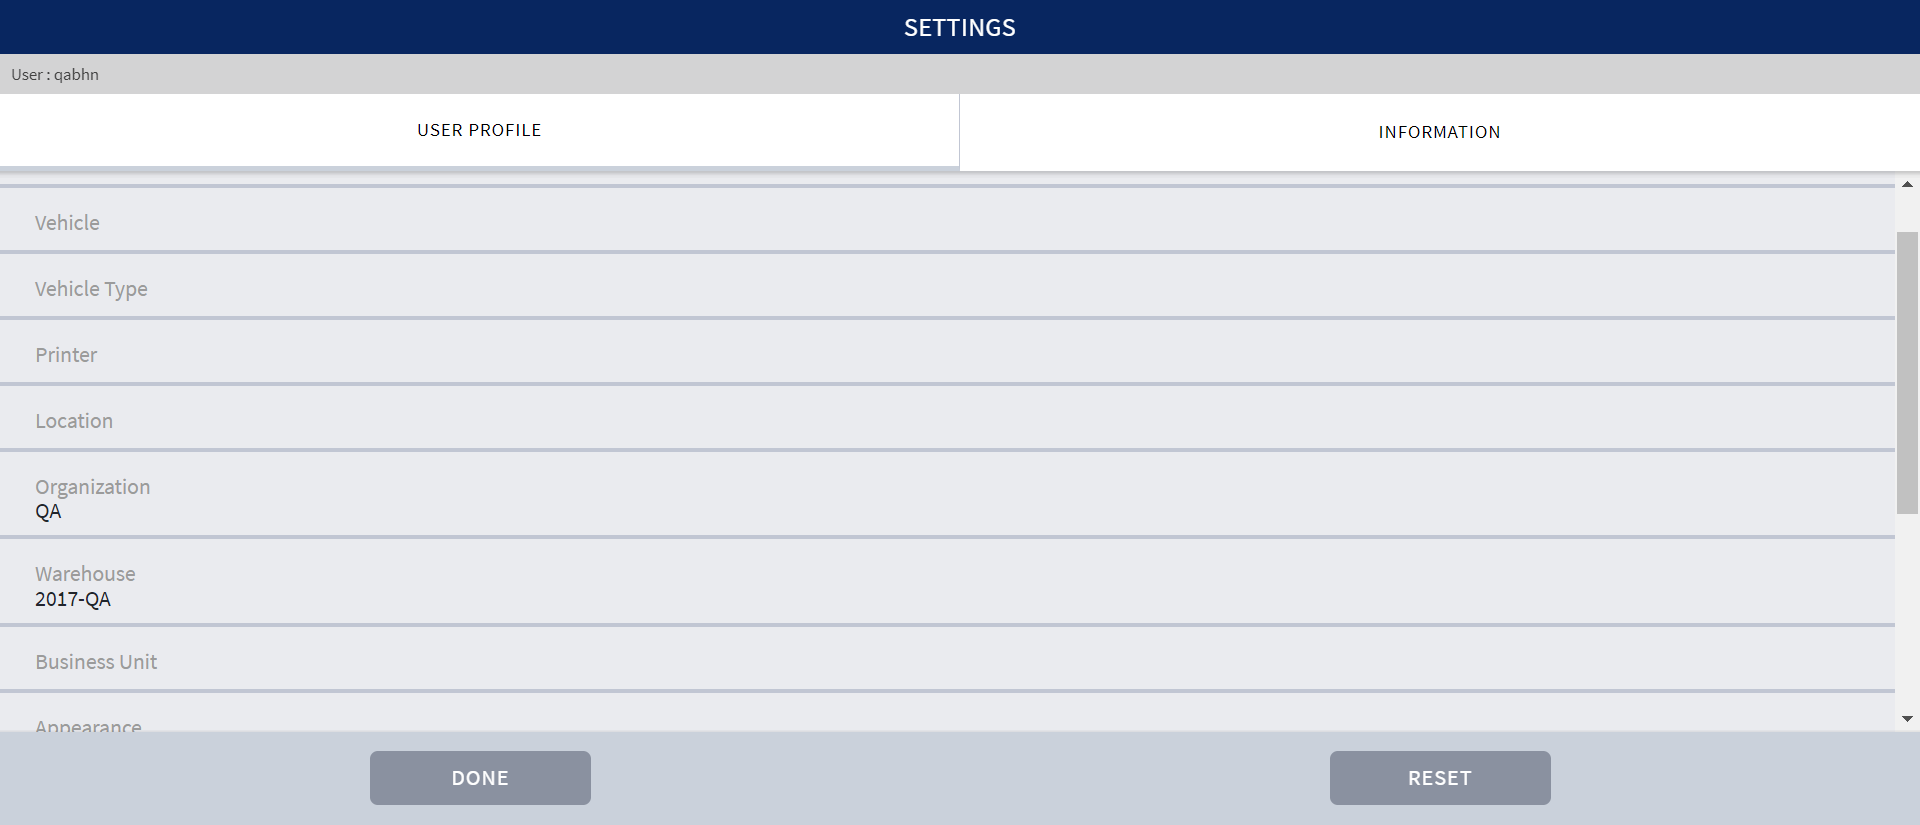 SETTINGS
User : qabhn
USER PROFILE
INFORMATION
Vehicle
Vehicle Type
Printer
Location
Organization
QA
Warehouse
2017-QA
Business Unit
Appearance
DONE
RESET